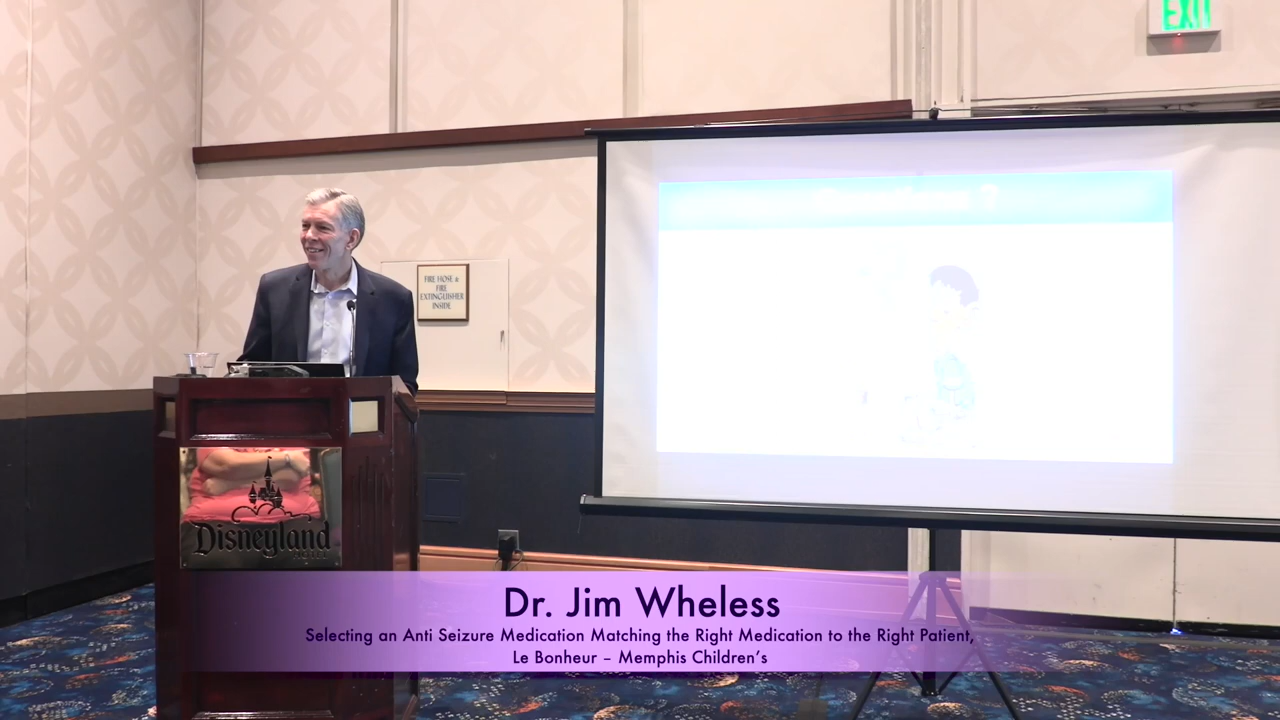 EXIT
FIRE HOSE &
FIRE
EXTINGUISHER
INSIDE
Disneyland
HOTEL
Dr. Jim Wheless
Selecting an Anti Seizure Medication Matching the Right Medication to the Right Patient,
Le Bonheur – Memphis Children’s